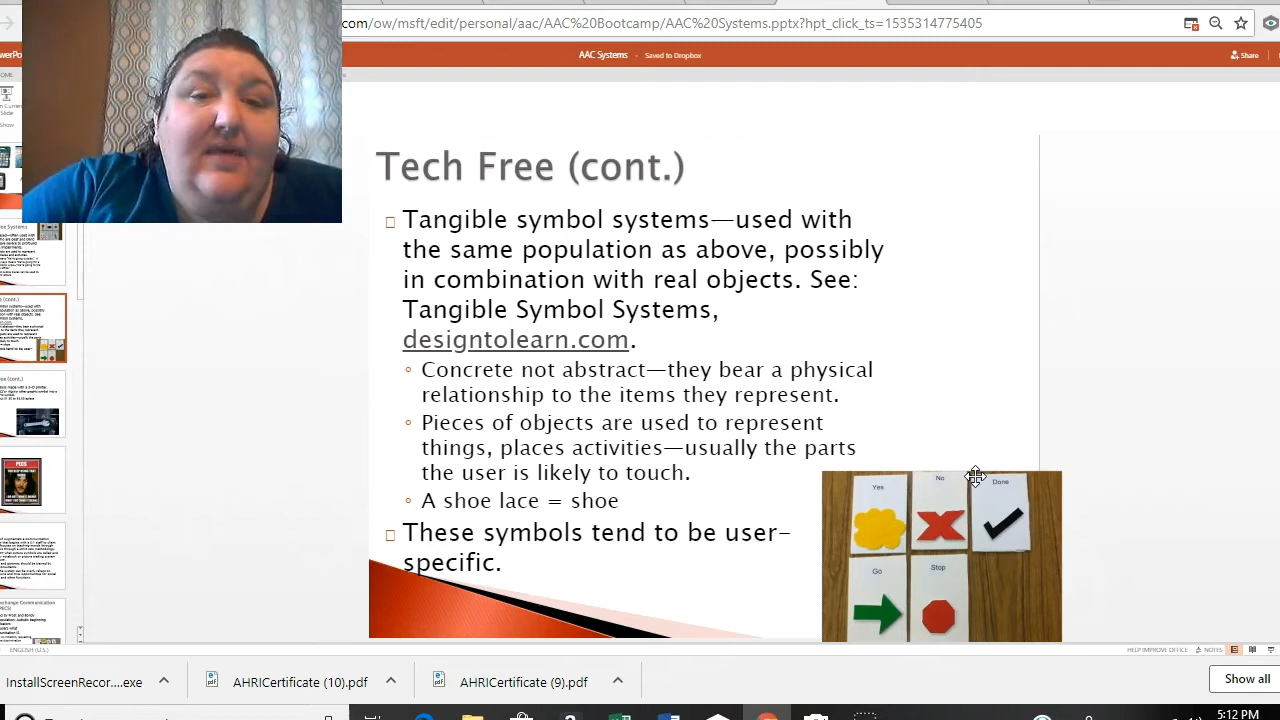 com/ow/msft/edit/personal/aac/AAC%20Bootcamp/AAC%20Systems.pptx?hpt_click_ts=1535314775405
AAC Systems - Saved to Dropbox
Share
Tech Free (cont.)
Tangible symbol systems—used with
the same population as above, possibly
in combination with real objects. See:
Tangible Symbol Systems,
designtolearn.com.
Concrete not abstract—they bear a physical
relationship to the items they represent.
Pieces of objects are used to represent
things, places activities—usually the parts
the user is likely to touch.
A shoe lace = shoe
These symbols tend to be user-
specific.
Yes
No
Done
Go
Stop
PECS
ENGLISH (U.S.)
HELP IMPROVE OFFICE
NOTES
InstallScreenRecor....exe
AHRICertificate (10).pdf
AHRICertificate (9).pdf
Show all
5:12 PM